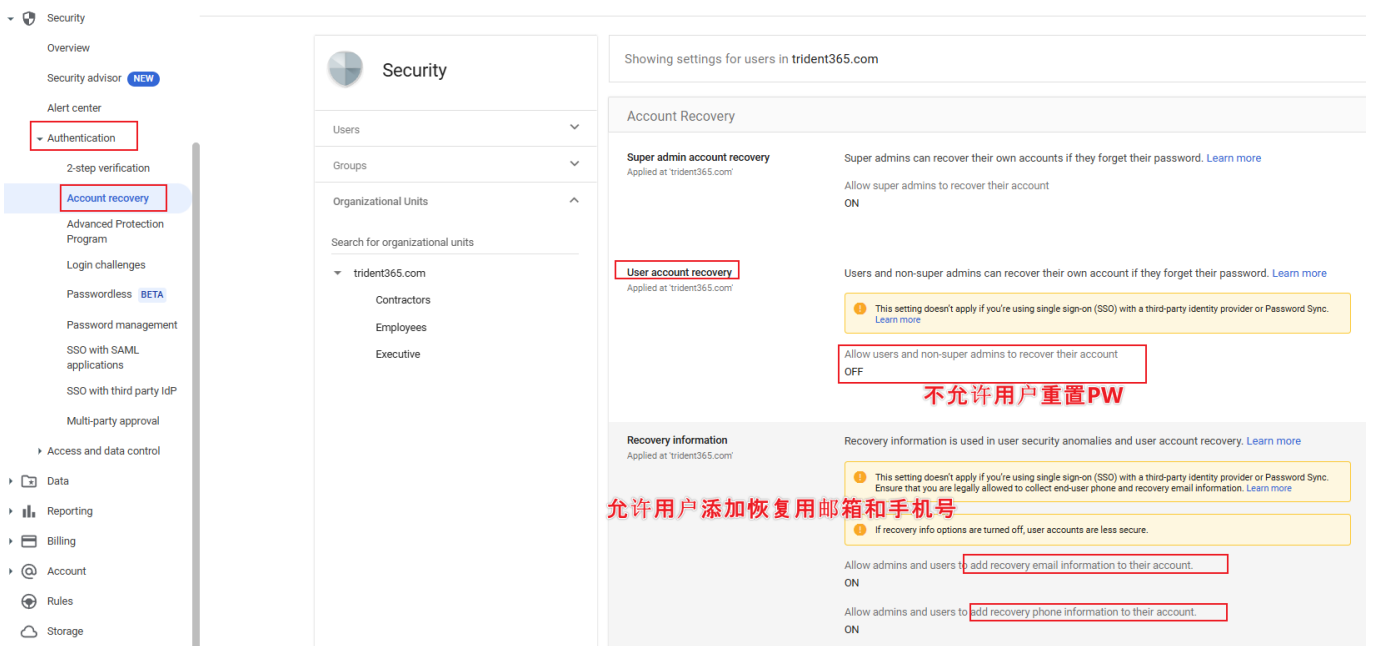 Security
Overview
Security advisor NEW
Alert center
Authentication
2-step verification
Account recovery
Advanced Protection
Program
Login challenges
Passwordless BETA
Password management
SSO with SAML
applications
SSO with third party IdP
Multi-party approval
Access and data control
Data
Reporting
Billing
Account
Rules
Storage
Security
Users
Groups
Organizational Units
Search for organizational units
trident365.com
Contractors
Employees
Executive
Showing settings for users in trident365.com
Account Recovery
Super admin account recovery
Applied at 'trident365.com'
Super admins can recover their own accounts if they forget their password. Learn more
Allow super admins to recover their account
ON
User account recovery
Applied at 'trident365.com'
Users and non-super admins can recover their own account if they forget their password. Learn more
This setting doesn't apply if you're using single sign-on (SSO) with a third-party identity provider or Password Sync.
Learn more
Allow users and non-super admins to recover their account
OFF
不允许用户重置PW
Recovery information
Applied at 'trident365.com'
Recovery information is used in user security anomalies and user account recovery. Learn more
This setting doesn't apply if you're using single sign-on (SSO) with a third-party identity provider or Password Sync.
Ensure that you are legally allowed to collect end-user phone and recovery email information. Learn more
允许用户添加恢复用邮箱和手机号
If recovery info options are turned off, user accounts are less secure.
Allow admins and users to add recovery email information to their account.
ON
Allow admins and users to add recovery phone information to their account.
ON